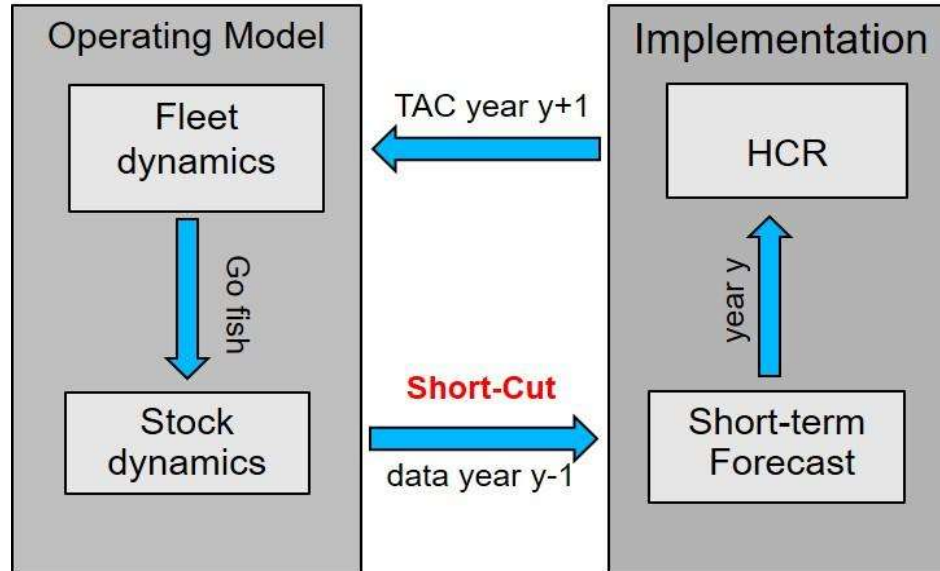 Operating Model
Fleet
dynamics
Go fish
Stock
dynamics
TAC year y+1
Short-Cut
data year y-1
Implementation
HCR
year y
Short-term
Forecast